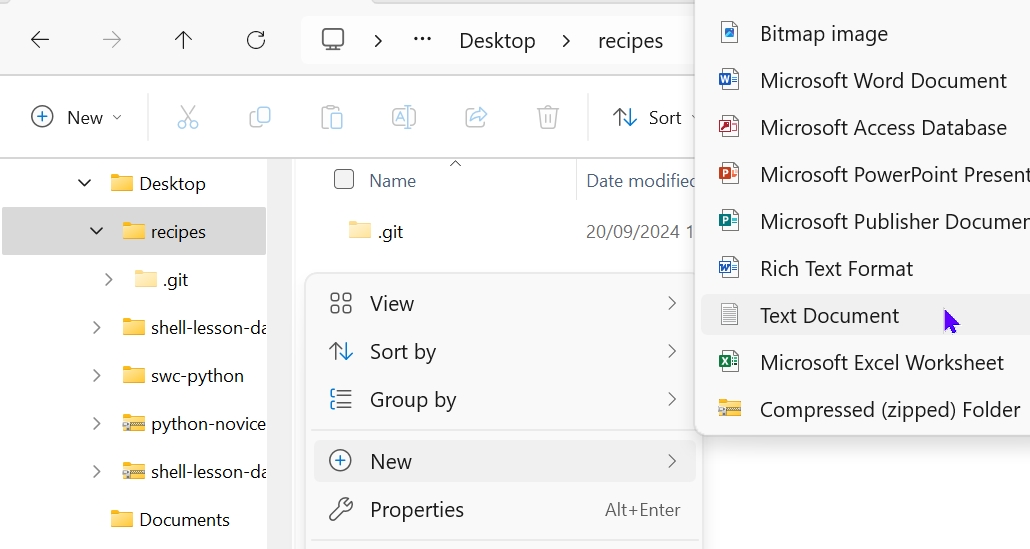 Desktop > recipes
New
Sort
Desktop
recipes
.git
shell-lesson-da
swc-python
python-novice
shell-lesson-da
Documents
Name
Date modified
.git
20/09/2024 1
View
Sort by
Group by
New
Properties Alt+Enter
Bitmap image
Microsoft Word Document
Microsoft Access Database
Microsoft PowerPoint Present
Microsoft Publisher Documen
Rich Text Format
Text Document
Microsoft Excel Worksheet
Compressed (zipped) Folder